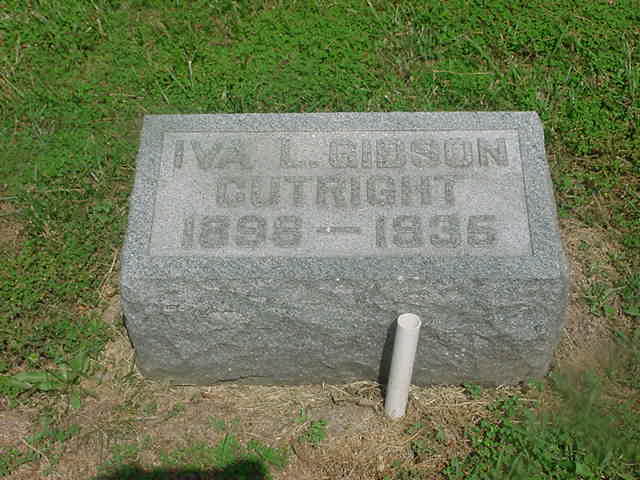 IVA L. GIBSON
CUTRIGHT
1898 — 1935